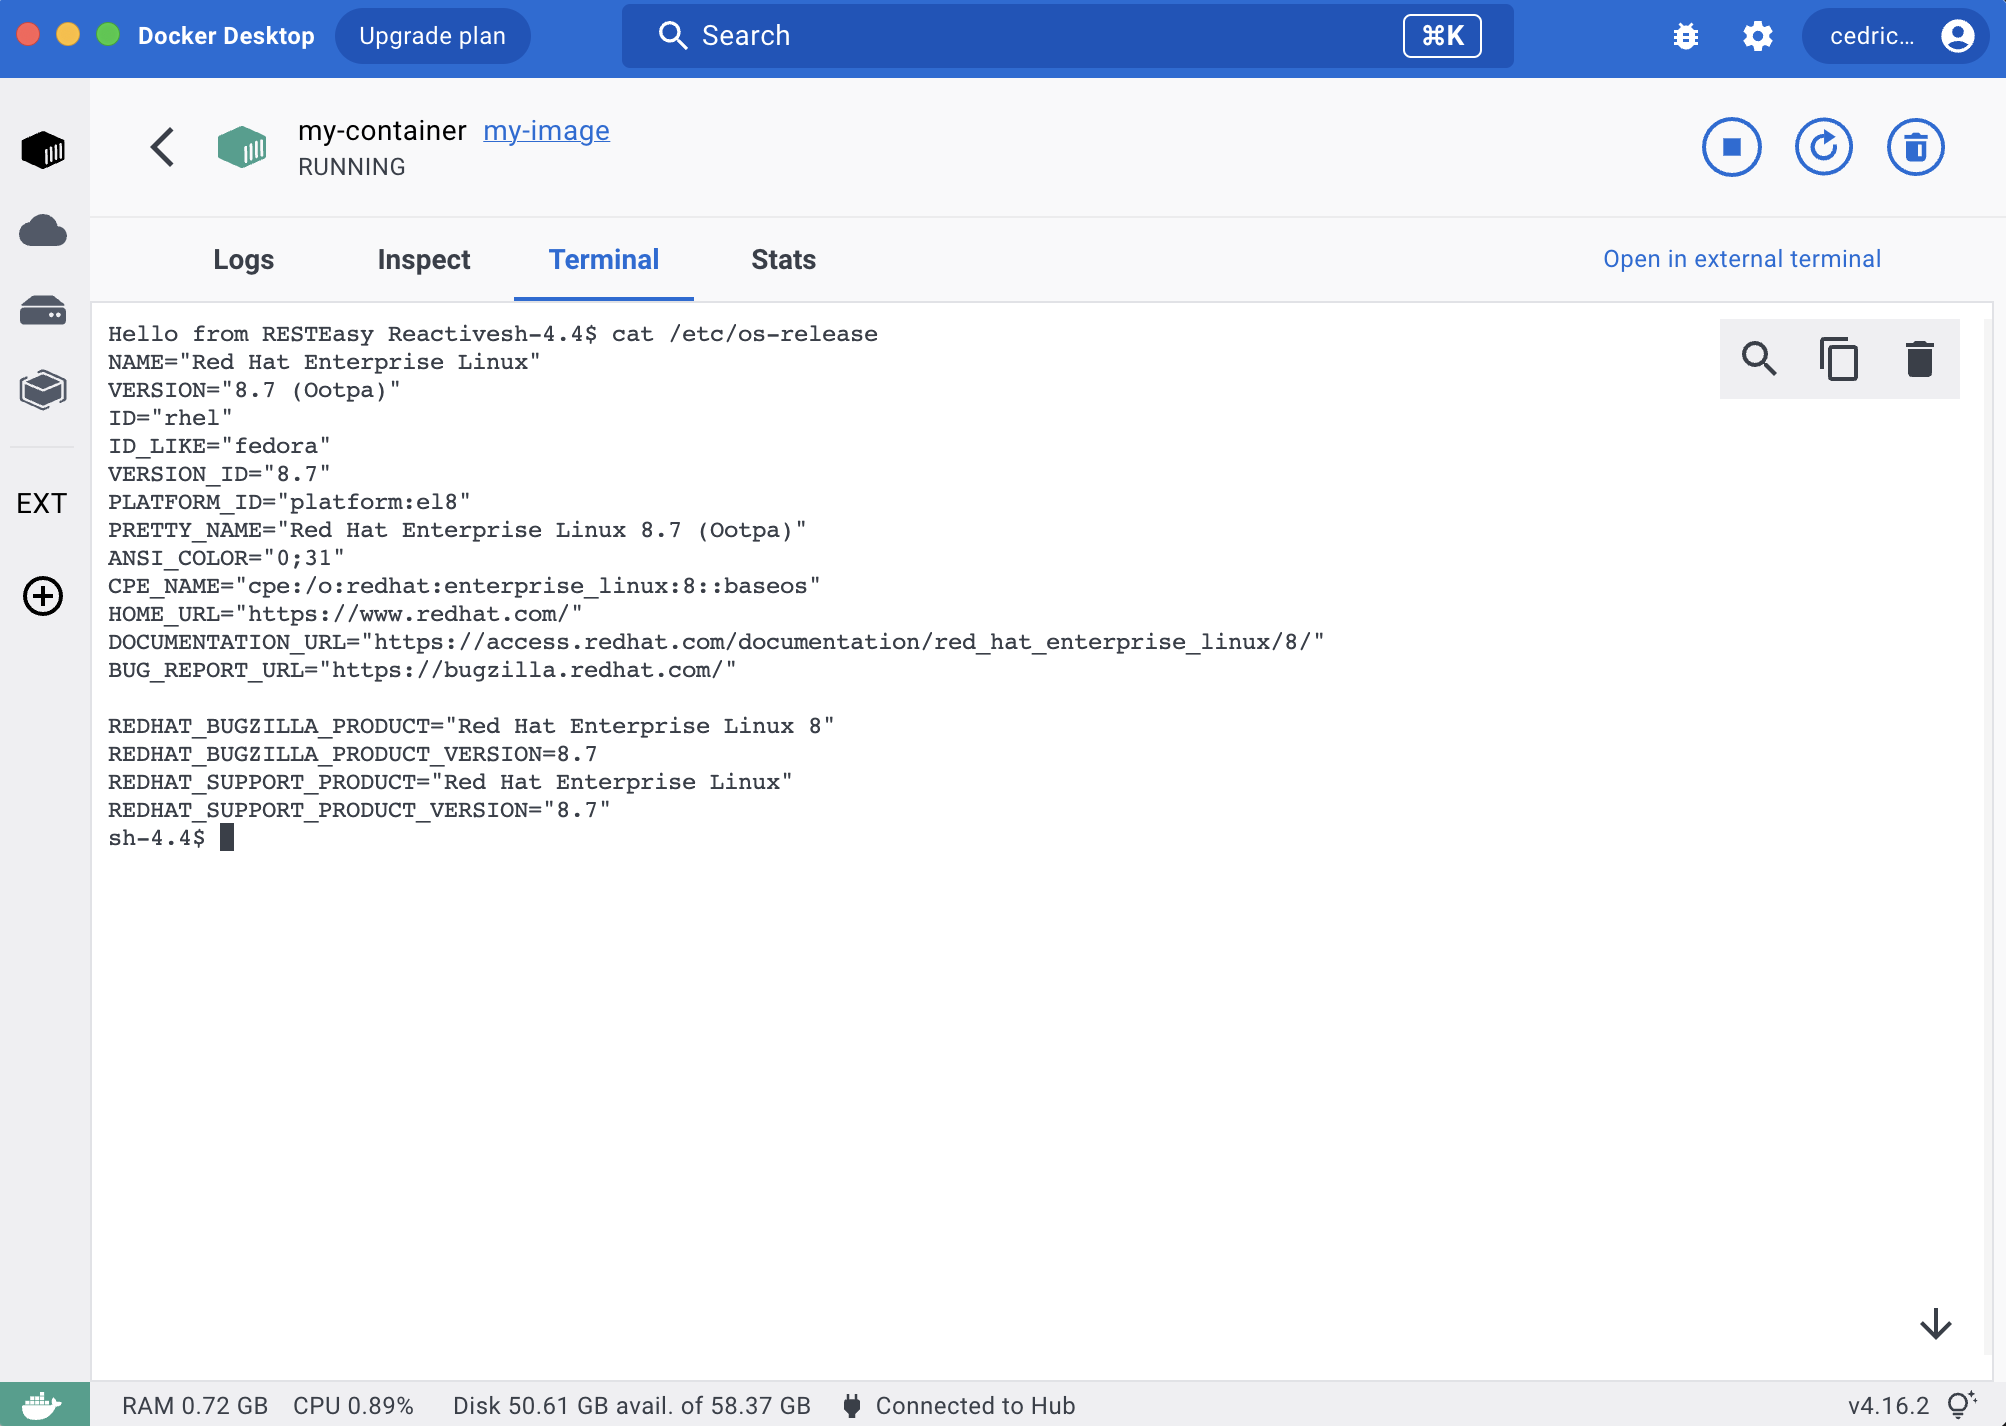 Docker Desktop Upgrade plan Search ⌘K cedric...
my-container my-image
RUNNING
Logs Inspect Terminal Stats Open in external terminal
Hello from RESTEasy Reactivesh-4.4$ cat /etc/os-release
NAME="Red Hat Enterprise Linux"
VERSION="8.7 (Ootpa)"
ID="rhel"
ID_LIKE="fedora"
VERSION_ID="8.7"
PLATFORM_ID="platform:el8"
PRETTY_NAME="Red Hat Enterprise Linux 8.7 (Ootpa)"
ANSI_COLOR="0;31"
CPE_NAME="cpe:/o:redhat:enterprise_linux:8::baseos"
HOME_URL="https://www.redhat.com/"
DOCUMENTATION_URL="https://access.redhat.com/documentation/red_hat_enterprise_linux/8/"
BUG_REPORT_URL="https://bugzilla.redhat.com/"
REDHAT_BUGZILLA_PRODUCT="Red Hat Enterprise Linux 8"
REDHAT_BUGZILLA_PRODUCT_VERSION=8.7
REDHAT_SUPPORT_PRODUCT="Red Hat Enterprise Linux"
REDHAT_SUPPORT_PRODUCT_VERSION="8.7"
sh-4.4$
EXT
RAM 0.72 GB CPU 0.89% Disk 50.61 GB avail. of 58.37 GB Connected to Hub v4.16.2